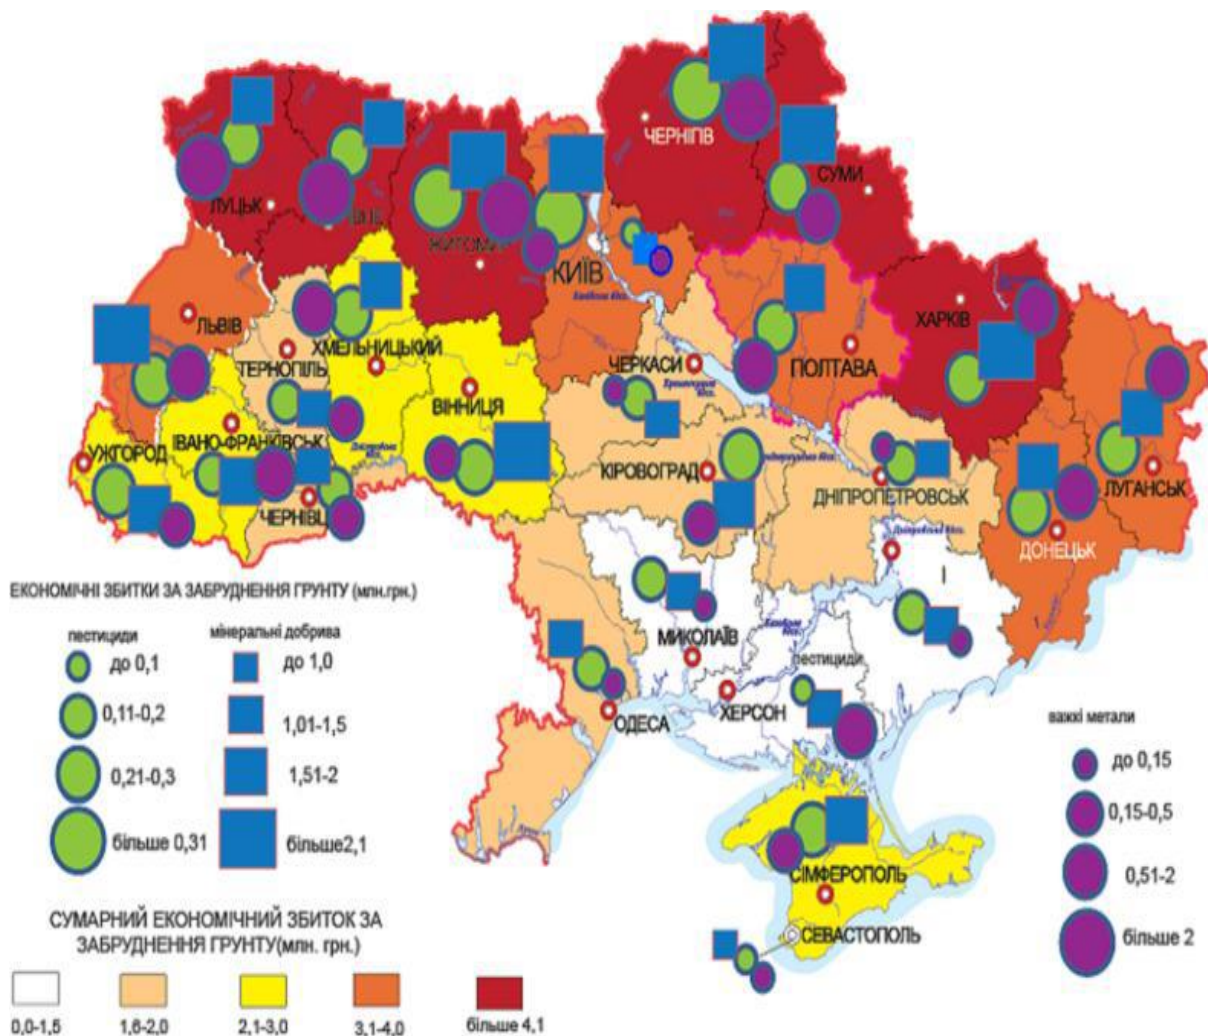 ЧЕРНІГІВ
СУМИ
ЛУЦЬК
ЖИТОМИ
КИЇВ
ЛЬВІВ
ХАРКІВ
ТЕРНОПІЛЬ
ХМЕЛЬНИЦЬКИЙ
ЧЕРКАСИ
ПОЛТАВА
ВІННИЦЯ
УЖГОРОД
ІВАНО-ФРАНКІВСЬК
КІРОВОГРАД
ДНІПРОПЕТРОВСЬК
ЛУГАНСЬК
ЧЕРНІВЦ
ДОНЕЦЬК
ЕКОНОМІЧНІ ЗБИТКИ ЗА ЗАБРУДНЕННЯ ГРУНТУ (млн.грн.)
пестициди
мінеральні добрива
до 0,1
до 1,0
0,11-0,2
1,01-1,5
0,21-0,3
1,51-2
більше 0,31
більше2,1
МИКОЛАЇВ
пестициди
ХЕРСОН
ОДЕСА
важкі метали
до 0,15
0,15-0,5
0,51-2
більше 2
СІМФЕРОПОЛЬ
СЕВАСТОПОЛЬ
СУМАРНИЙ ЕКОНОМІЧНИЙ ЗБИТОК ЗА
ЗАБРУДНЕННЯ ГРУНТУ(млн. грн.)
0,0-1,5
1,6-2,0
2,1-3,0
3,1-4,0
більше 4,1